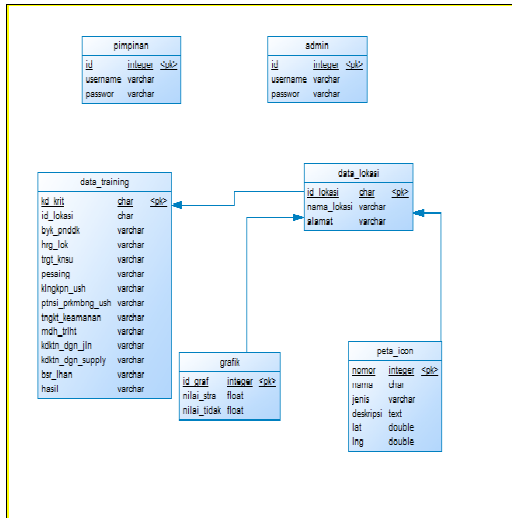 pimpinan
id integer <pk>
username varchar
passwor varchar
admin
id integer <pk>
username varchar
passwor varchar
data_training
kd_krit char <pk>
id_lokasi char
byk_pnddk varchar
hrg_lok varchar
trgt_knsu varchar
pesaing varchar
klngkpn_ush varchar
ptnsi_prkmbng_ush varchar
tngkt_keamanan varchar
mdh_trlht varchar
kdktn_dgn_jln varchar
kdktn_dgn_supply varchar
bsr_lhan varchar
hasil varchar
data_lokasi
id_lokasi char <pk>
nama_lokasi varchar
alamat varchar
grafik
id_graf integer <pk>
nilai_stra float
nilai_tidak float
peta_icon
nomor integer <pk>
nama char
jenis varchar
deskripsi text
lat double
lng double